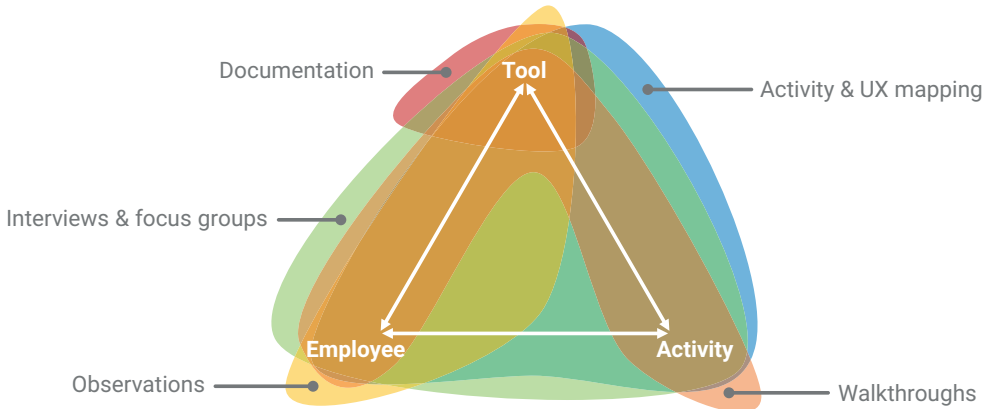 Tool
Documentation
Activity & UX mapping
Interviews & focus groups
Employee
Activity
Observations
Walkthroughs